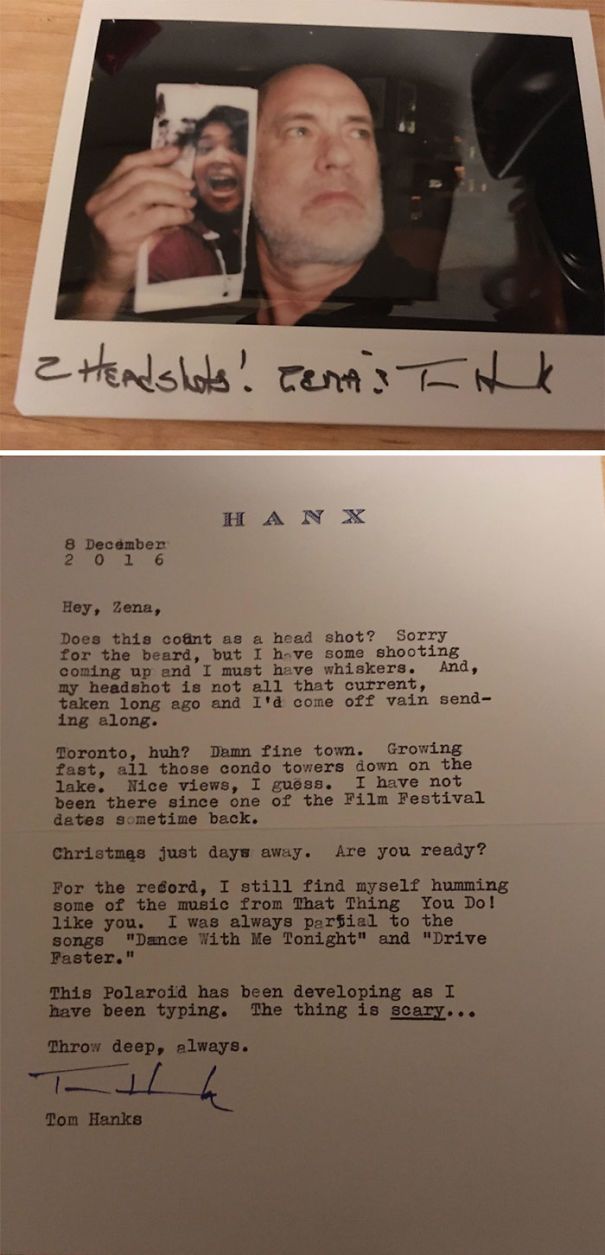 2 Headshots! Zena? Tom Hank
H A N X
8 December
2 0 1 6
Hey, Zena,
Does this count as a head shot? Sorry
for the beard, but I have some shooting
coming up and I must have whiskers. And,
my headshot is not all that current,
taken long ago and I'd come off vain send-
ing along.
Toronto, huh? Damn fine town. Growing
fast, all those condo towers down on the
lake. Nice views, I guess. I have not
been there since one of the Film Festival
dates sometime back.
Christmas just days away. Are you ready?
For the record, I still find myself humming
some of the music from That Thing You Do!
like you. I was always partial to the
songs "Dance With Me Tonight" and "Drive
Faster."
This Polaroid has been developing as I
have been typing. The thing is scary...
Throw deep, always.
Tom Hank
Tom Hanks